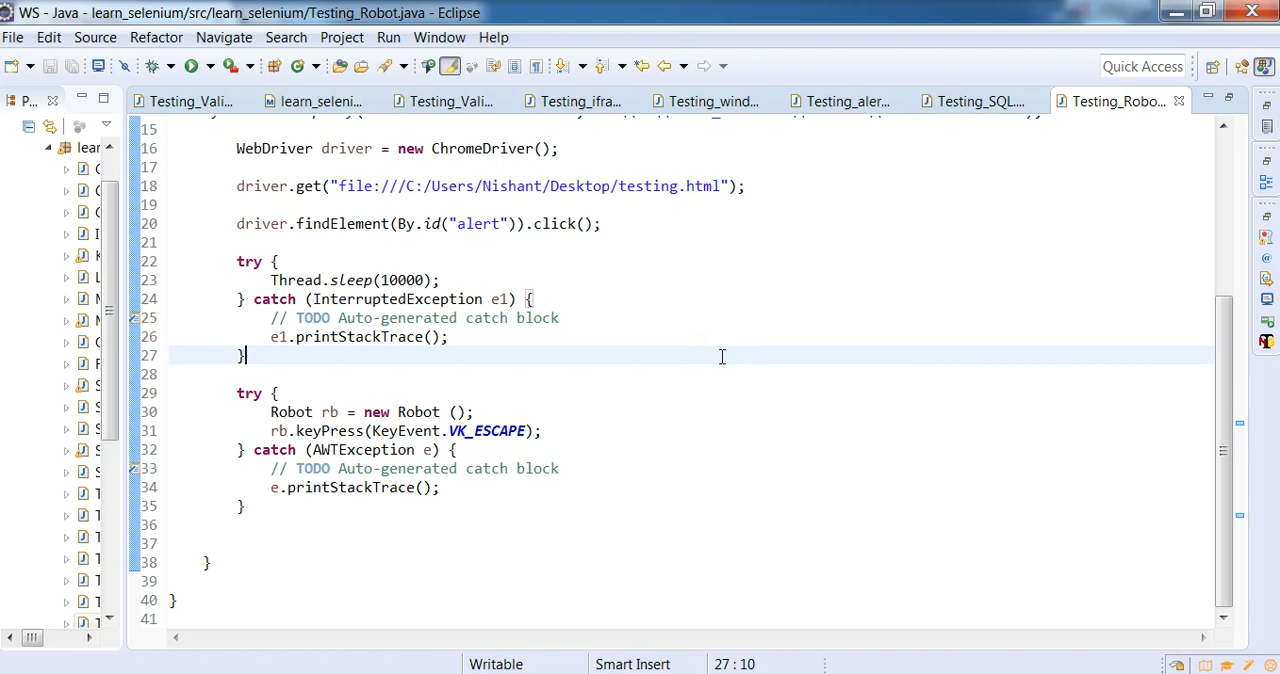 WS - Java - learn_selenium/src/learn_selenium/Testing_Robot.java - Eclipse
File Edit Source Refactor Navigate Search Project Run Window Help
Quick Access
P... Testing_Vali... learn_seleni... Testing_Vali... Testing_ifra... Testing_wind... Testing_aler... Testing_SQL... Testing_Robo...
lear
15
16 WebDriver driver = new ChromeDriver();
17
18 driver.get("file:///C:/Users/Nishant/Desktop/testing.html");
19
20 driver.findElement(By.id("alert")).click();
21
22 try {
23 Thread.sleep(10000);
24 } catch (InterruptedException e1) {
25 // TODO Auto-generated catch block
26 e1.printStackTrace();
27 }
28
29 try {
30 Robot rb = new Robot ();
31 rb.keyPress(KeyEvent.VK_ESCAPE);
32 } catch (AWTException e) {
33 // TODO Auto-generated catch block
34 e.printStackTrace();
35 }
36
37
38 }
39
40 }
41
Writable Smart Insert 27 : 10